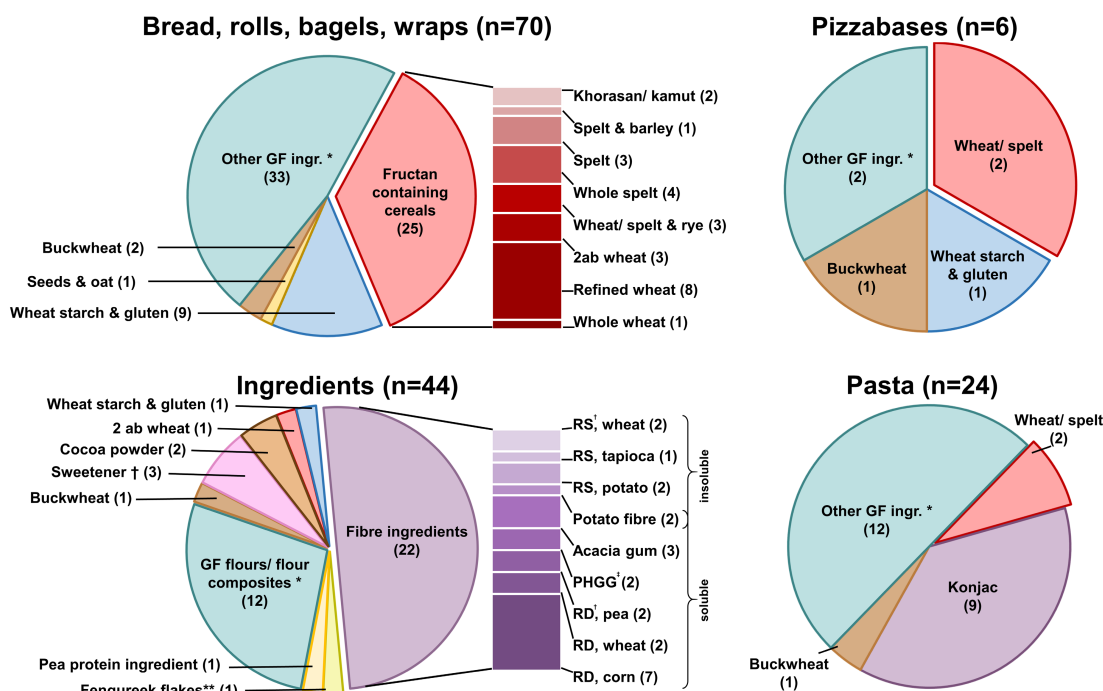 Bread, rolls, bagels, wraps (n=70)
Other GF ingr. *
(33)
Fructan
containing
cereals
(25)
Buckwheat (2)
Seeds & oat (1)
Wheat starch & gluten (9)
Khorasan/ kamut (2)
Spelt & barley (1)
Spelt (3)
Whole spelt (4)
Wheat/ spelt & rye (3)
2ab wheat (3)
Refined wheat (8)
Whole wheat (1)
Pizzabases (n=6)
Other GF ingr. *
(2)
Wheat/ spelt
(2)
Buckwheat
(1)
Wheat starch
& gluten
(1)
Ingredients (n=44)
Wheat starch & gluten (1)
2 ab wheat (1)
Cocoa powder (2)
Sweetener † (3)
Buckwheat (1)
GF flours/ flour
composites *
(12)
Pea protein ingredient (1)
Fengureek flakes** (1)
Fibre ingredients
(22)
RS†, wheat (2)
RS, tapioca (1)
RS, potato (2)
Potato fibre (2)
Acacia gum (3)
PHGG‡ (2)
RD†, pea (2)
RD, wheat (2)
RD, corn (7)
insoluble
soluble
Pasta (n=24)
Other GF ingr. *
(12)
Wheat/ spelt
(2)
Konjac
(9)
Buckwheat
(1)